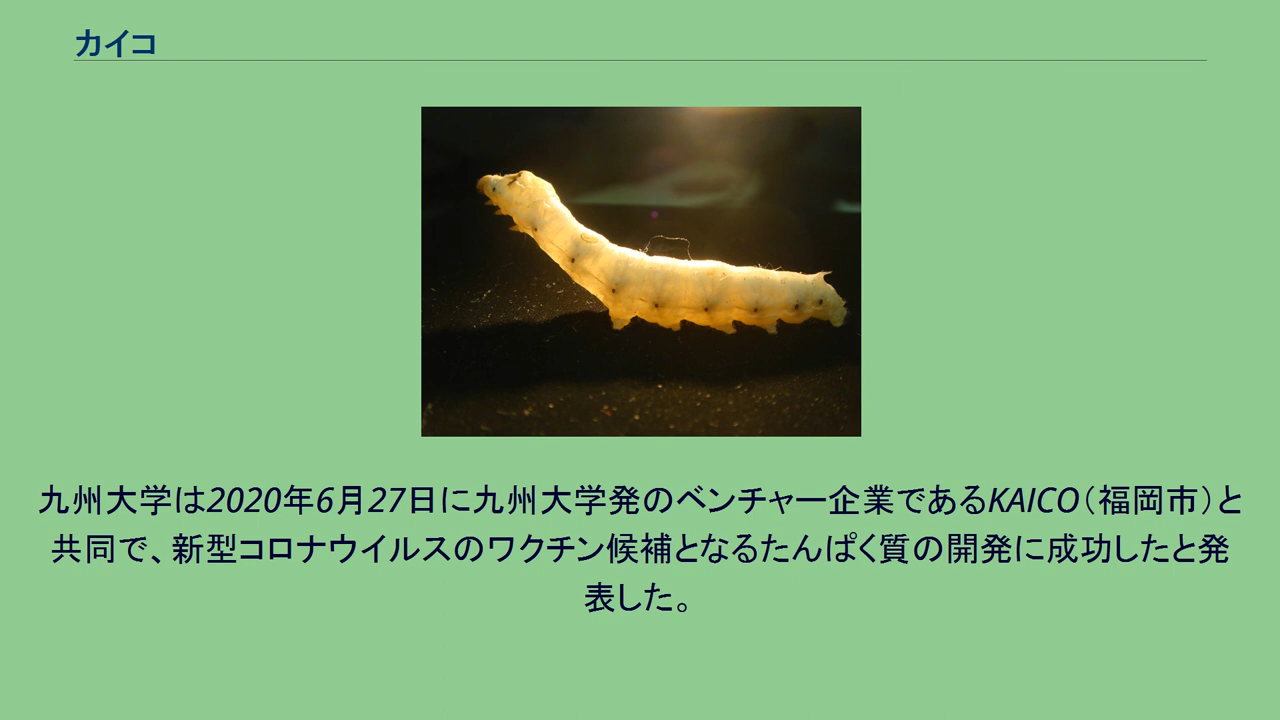 カイコ
九州大学は2020年6月27日に九州大学発のベンチャー企業であるKAICO（福岡市）と
共同で、新型コロナウイルスのワクチン候補となるたんぱく質の開発に成功したと発
表した。